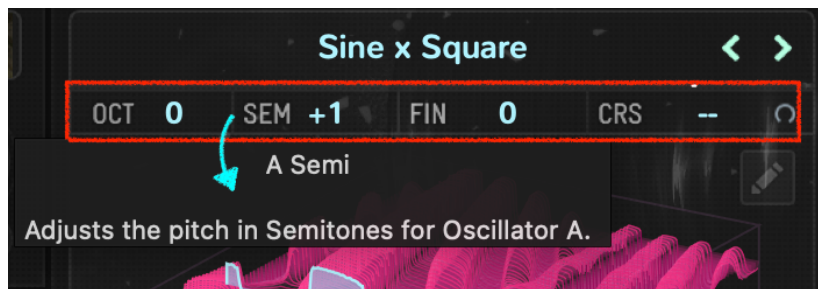 Sine x Square
OCT 0 SEM +1 FIN 0 CRS --
A Semi
Adjusts the pitch in Semitones for Oscillator A.